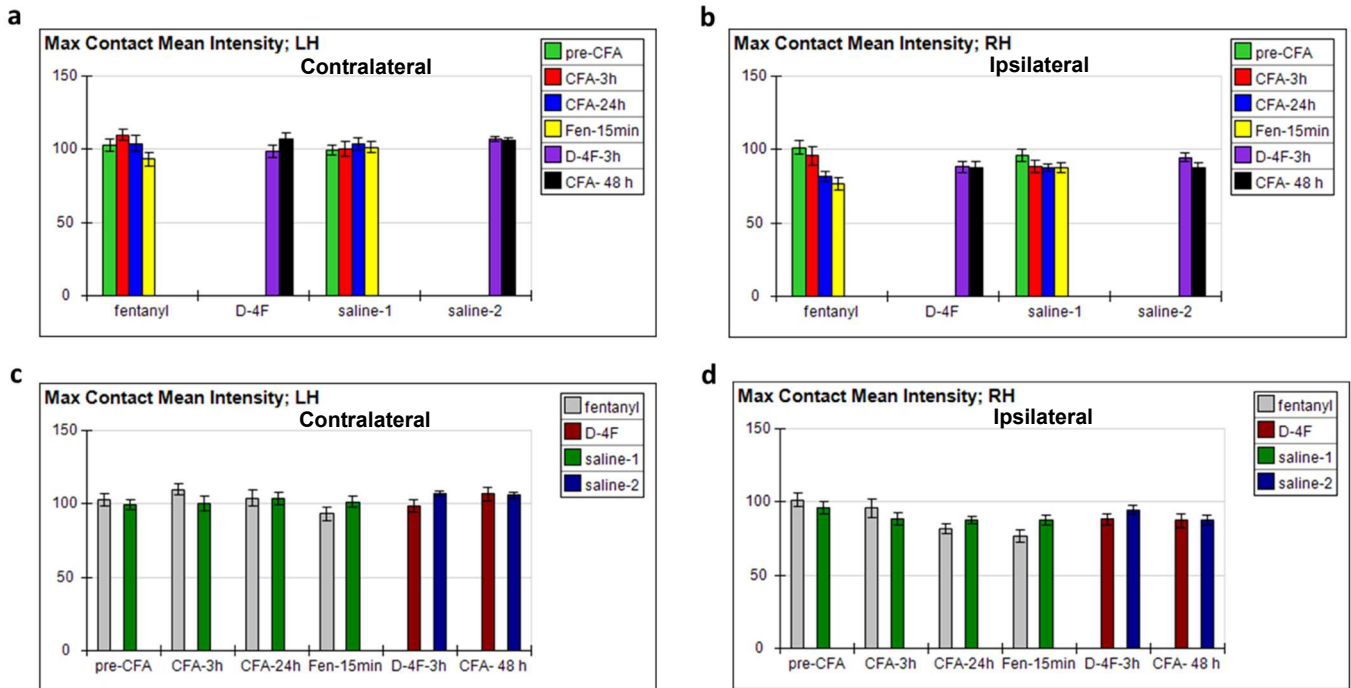 a
Max Contact Mean Intensity; LH
Contralateral
150
100
50
0
fentanyl D-4F saline-1 saline-2
pre-CFA
CFA-3h
CFA-24h
Fen-15min
D-4F-3h
CFA- 48 h
b
Max Contact Mean Intensity; RH
Ipsilateral
150
100
50
0
fentanyl D-4F saline-1 saline-2
pre-CFA
CFA-3h
CFA-24h
Fen-15min
D-4F-3h
CFA- 48 h
c
Max Contact Mean Intensity; LH
Contralateral
150
100
50
0
pre-CFA CFA-3h CFA-24h Fen-15min D-4F-3h CFA- 48 h
fentanyl
D-4F
saline-1
saline-2
d
Max Contact Mean Intensity; RH
Ipsilateral
150
100
50
0
pre-CFA CFA-3h CFA-24h Fen-15min D-4F-3h CFA- 48 h
fentanyl
D-4F
saline-1
saline-2